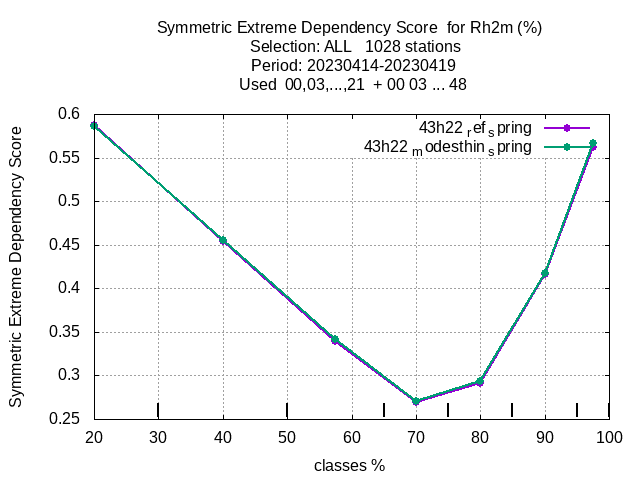 Symmetric Extreme Dependency Score  for Rh2m (%)
Selection: ALL   1028 stations
Period: 20230414-20230419
Used  00,03,...,21  + 00 03 ... 48
43h22 ref spring
43h22 modesthin spring
Symmetric Extreme Dependency Score
0.6
0.55
0.5
0.45
0.4
0.35
0.3
0.25
20 30 40 50 60 70 80 90 100
classes %